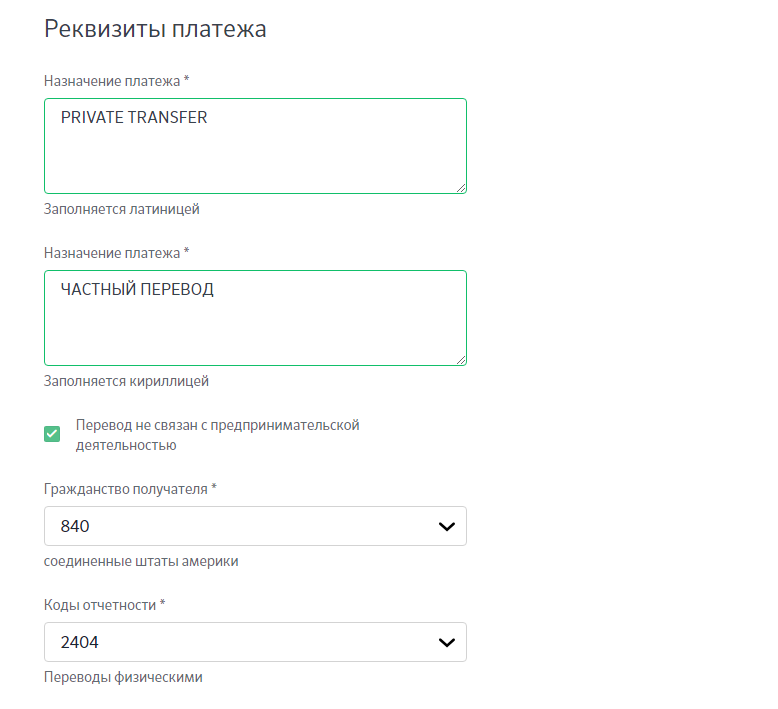 Реквизиты платежа
Назначение платежа *
PRIVATE TRANSFER
Заполняется латиницей
Назначение платежа *
ЧАСТНЫЙ ПЕРЕВОД
Заполняется кириллицей
Перевод не связан с предпринимательской
деятельностью
Гражданство получателя *
840
соединенные штаты америки
Коды отчетности *
2404
Переводы физическими